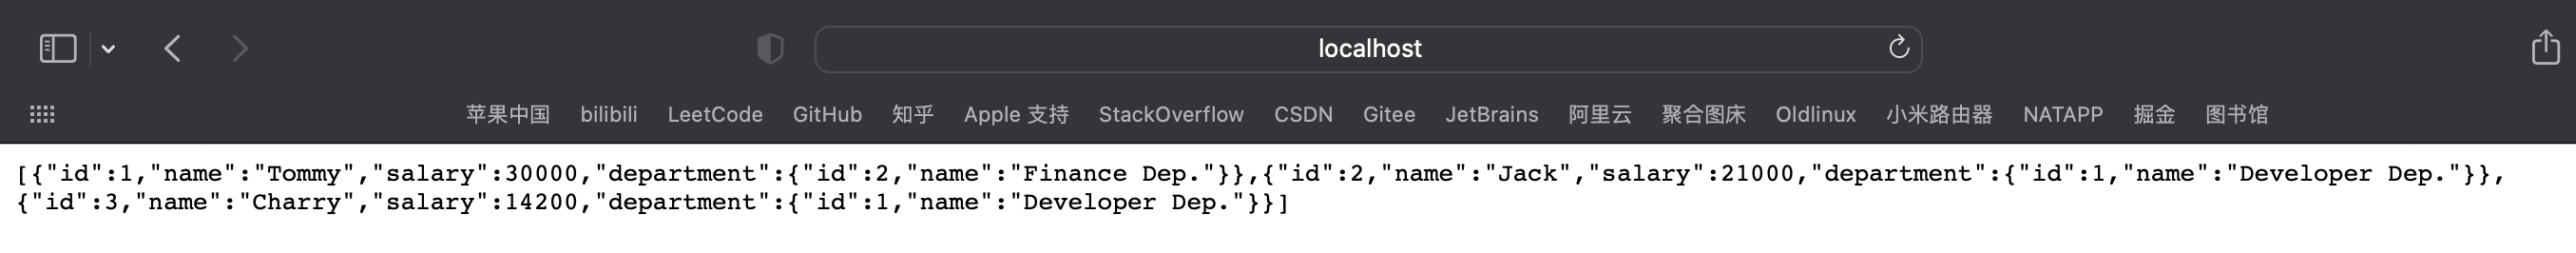 localhost
苹果中国 bilibili LeetCode GitHub 知乎 Apple 支持 StackOverflow CSDN Gitee JetBrains 阿里云 聚合图床 Oldlinux 小米路由器 NATAPP 掘金 图书馆
[{"id":1,"name":"Tommy","salary":30000,"department":{"id":2,"name":"Finance Dep."}},{"id":2,"name":"Jack","salary":21000,"department":{"id":1,"name":"Developer Dep."}},
{"id":3,"name":"Charry","salary":14200,"department":{"id":1,"name":"Developer Dep."}}]